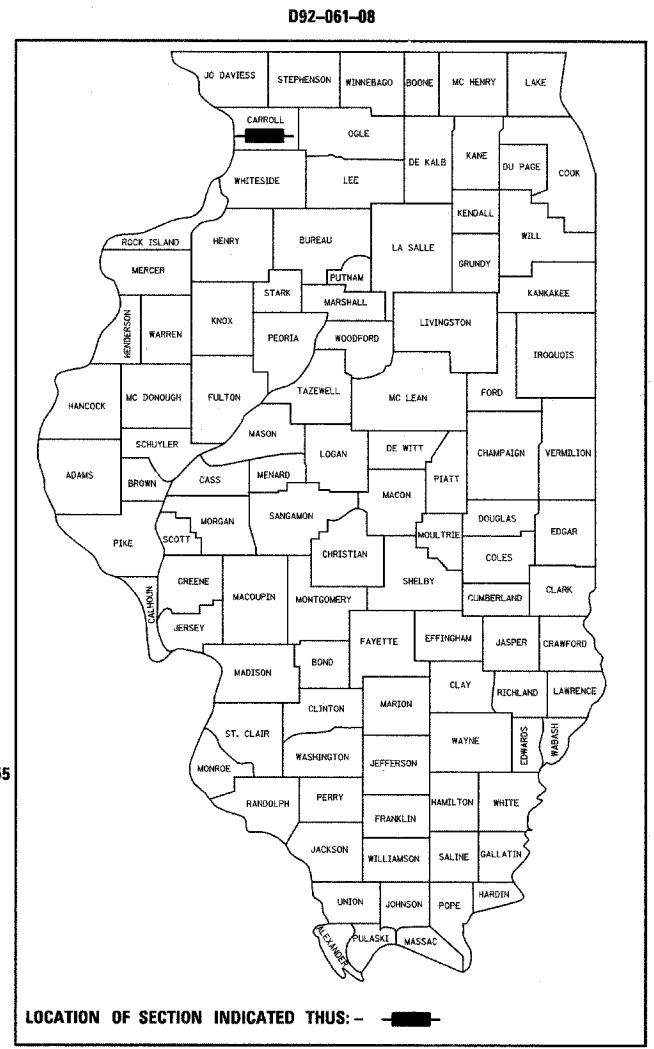 D92-061-08
JO DAVIESS STEPHENSON WINNEBAGO BOONE MC HENRY LAKE
CARROLL
OGLE
DE KALB KANE
DU PAGE COOK
WHITESIDE LEE
KENDALL
ROCK ISLAND HENRY BUREAU LA SALLE WILL
GRUNDY
MERCER PUTNAM
STARK MARSHALL KANKAKEE
HENDERSON WARREN KNOX LIVINGSTON
PEORIA WOODFORD
IROQUOIS
HANCOCK MC DONOUGH FULTON TAZEWELL MC LEAN FORD
MASON
SCHUYLER LOGAN DE WITT CHAMPAIGN VERMILION
ADAMS BROWN CASS MENARD PIATT
MACON
MORGAN SANGAMON DOUGLAS EDGAR
PIKE SCOTT MOULTRIE
CHRISTIAN COLES
GREENE SHELBY
CALHOUN MACOUPIN MONTGOMERY CUMBERLAND CLARK
JERSEY
FAYETTE EFFINGHAM JASPER CRAWFORD
MADISON BOND
CLAY RICHLAND LAWRENCE
CLINTON MARION
ST. CLAIR WAYNE EDWARDS WABASH
WASHINGTON JEFFERSON
MONROE
55
RANDOLPH PERRY HAMILTON WHITE
FRANKLIN
JACKSON WILLIAMSON SALINE GALLATIN
HARDIN
UNION JOHNSON POPE
ALEXANDER PULASKI MASSAC
LOCATION OF SECTION INDICATED THUS: -